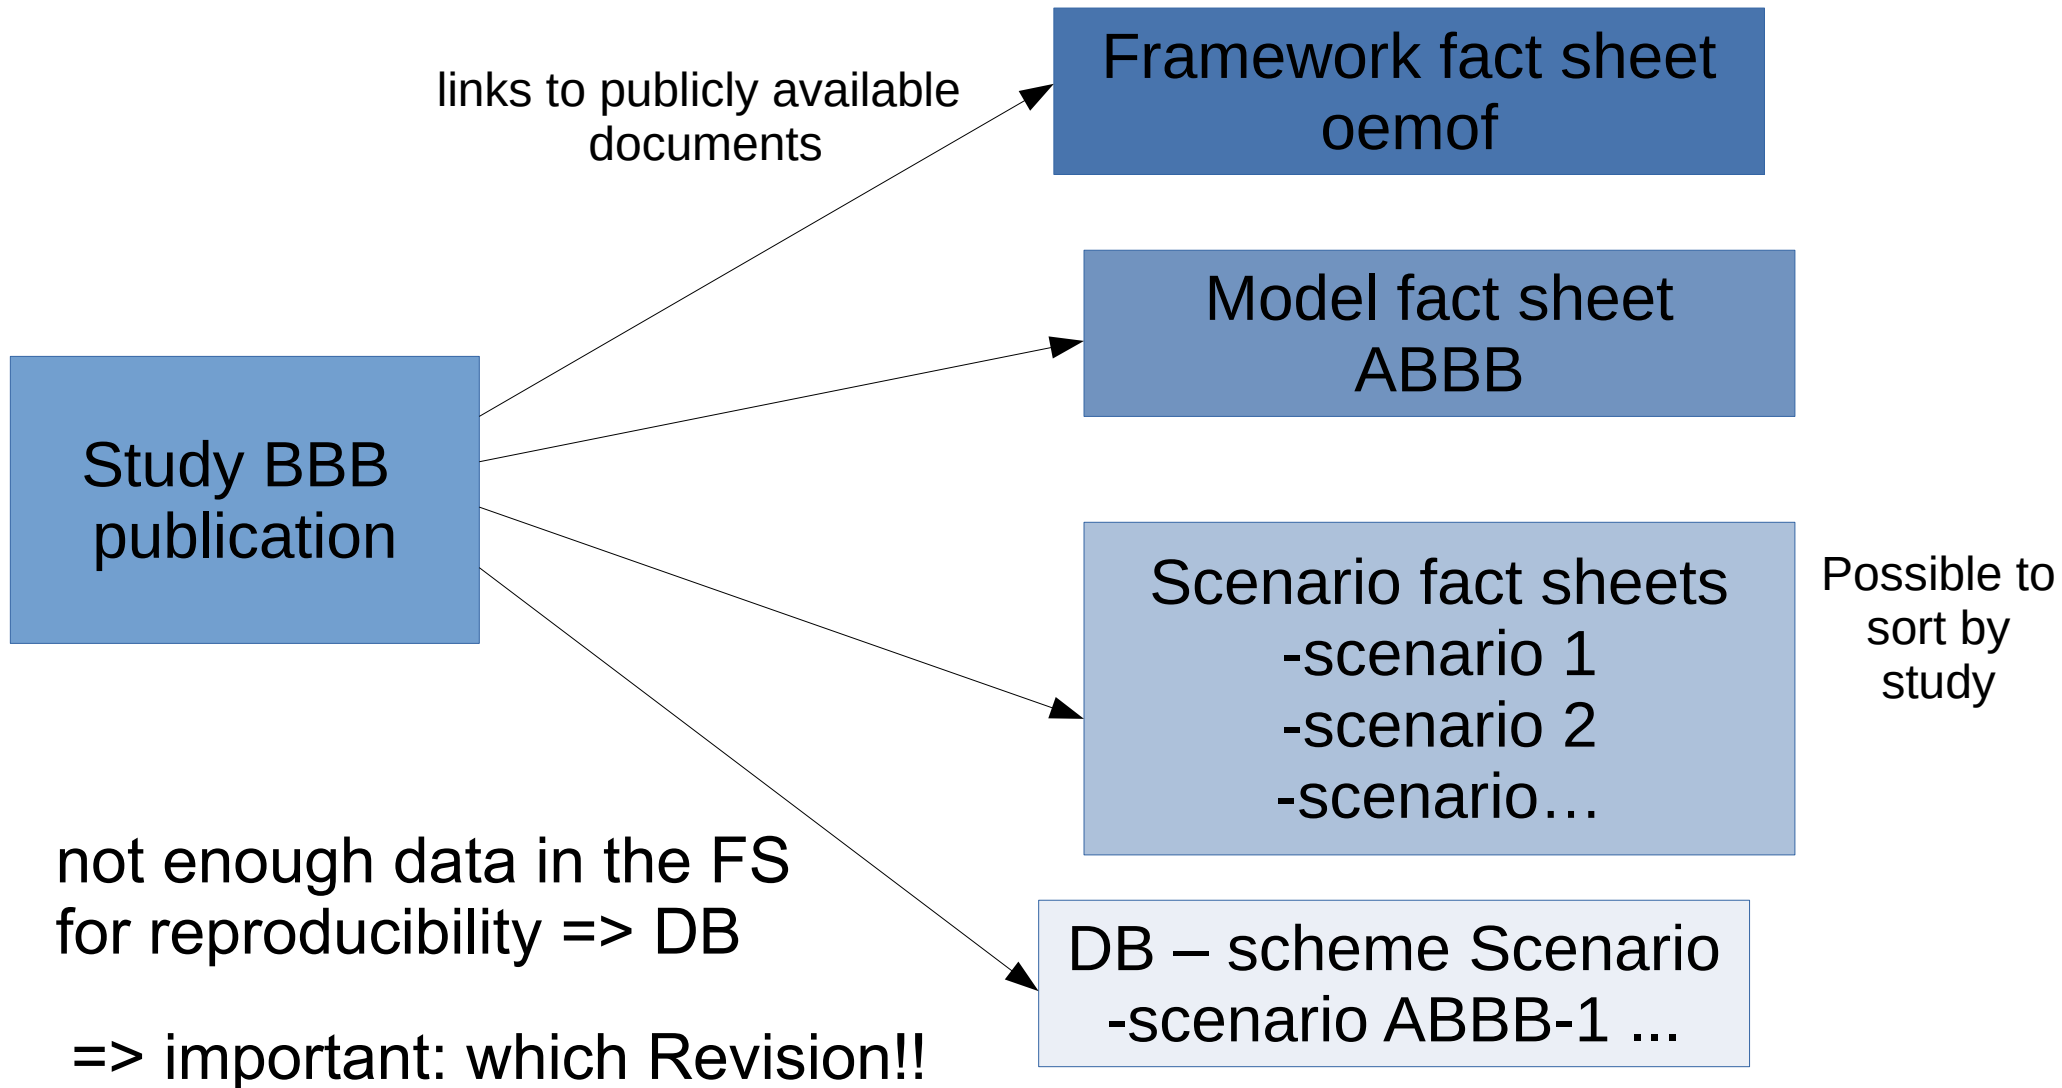 links to publicly available
documents
Framework fact sheet
oemof
Model fact sheet
ABBB
Study BBB
publication
Scenario fact sheets
-scenario 1
-scenario 2
-scenario…
Possible to
sort by
study
not enough data in the FS
for reproducibility => DB
=> important: which Revision!!
DB – scheme Scenario
-scenario ABBB-1 ...